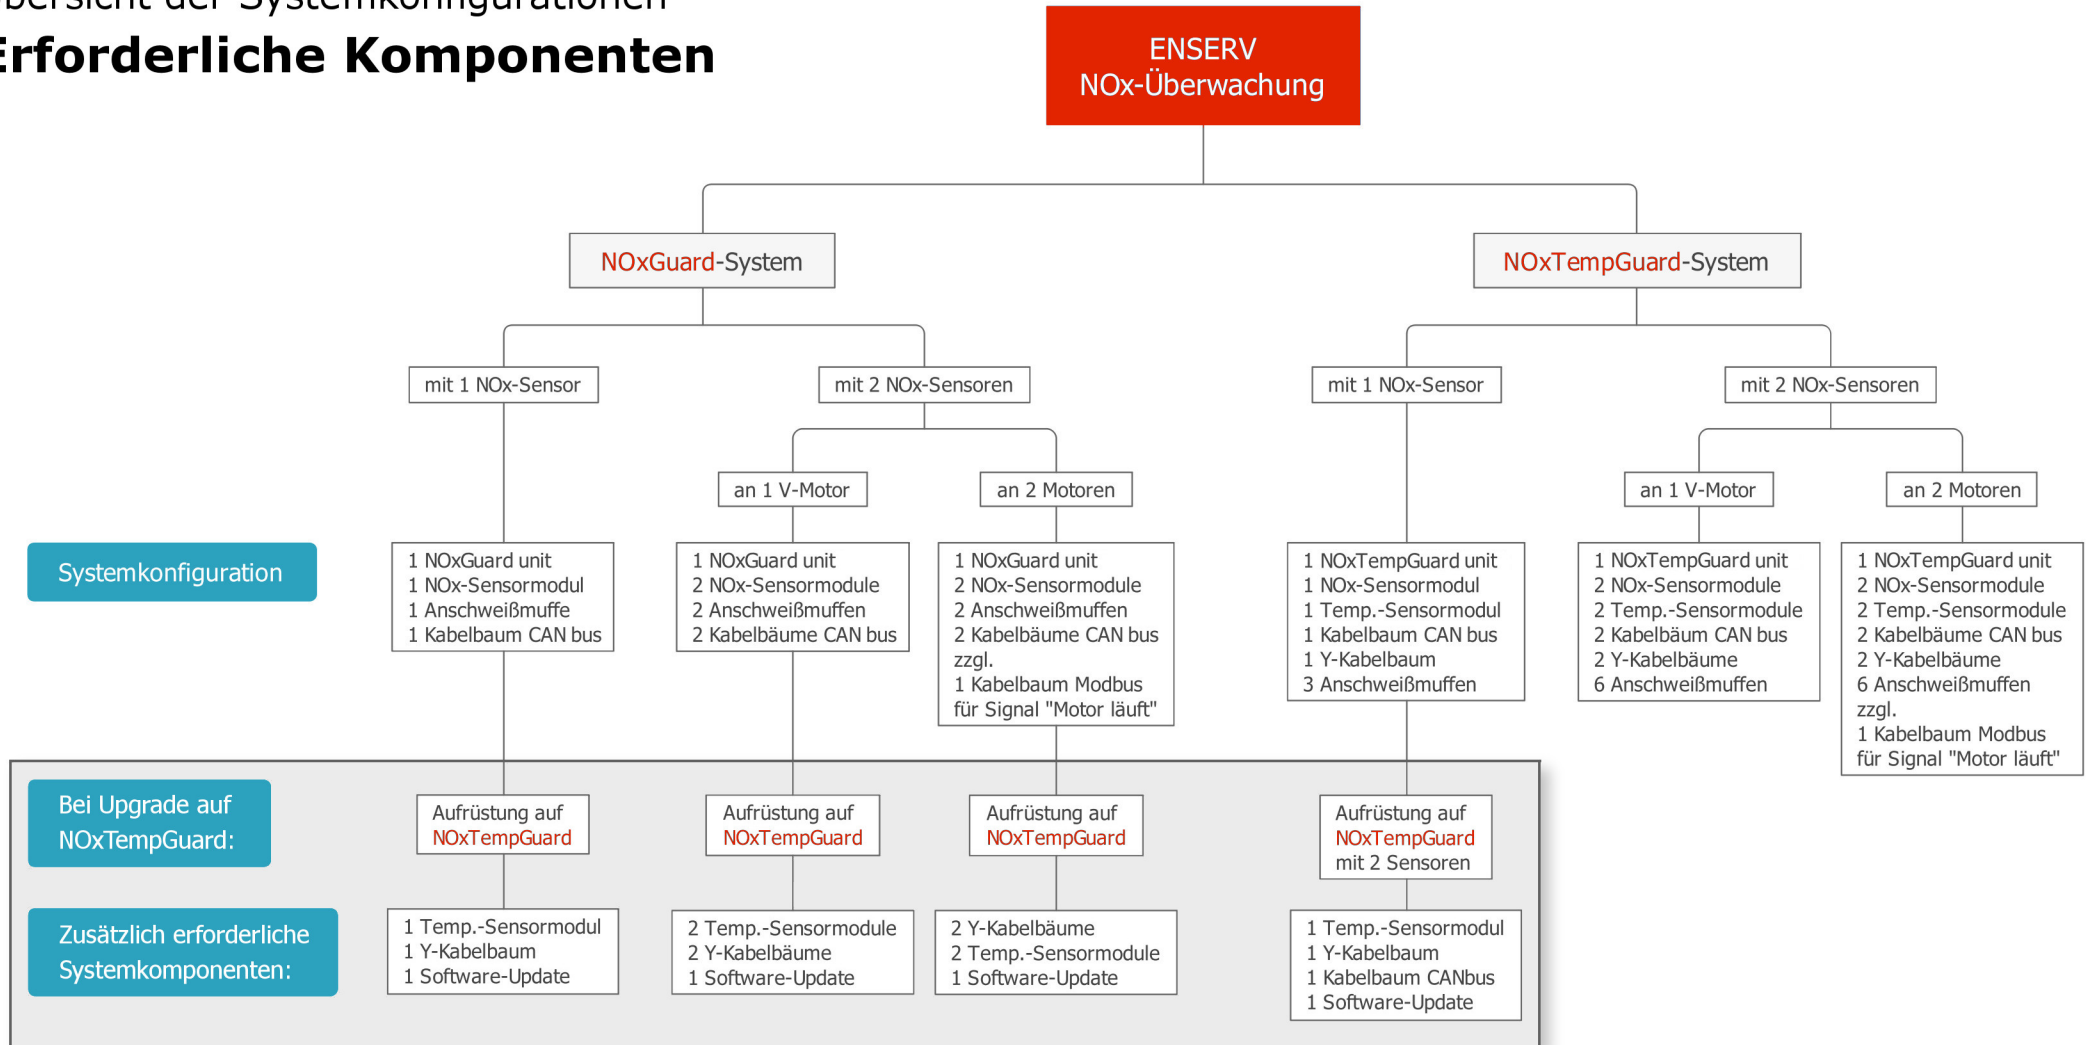 Übersicht der Systemkonfigurationen
Erforderliche Komponenten
ENSERV
NOx-Überwachung
NOxGuard-System
NOxTempGuard-System
mit 1 NOx-Sensor
mit 2 NOx-Sensoren
mit 1 NOx-Sensor
mit 2 NOx-Sensoren
an 1 V-Motor
an 2 Motoren
an 1 V-Motor
an 2 Motoren
Systemkonfiguration
1 NOxGuard unit
1 NOx-Sensormodul
1 Anschweißmuffe
1 Kabelbaum CAN bus
1 NOxGuard unit
2 NOx-Sensormodule
2 Anschweißmuffen
2 Kabelbäume CAN bus
1 NOxGuard unit
2 NOx-Sensormodule
2 Anschweißmuffen
2 Kabelbäume CAN bus
zzgl.
1 Kabelbaum Modbus
für Signal "Motor läuft"
1 NOxTempGuard unit
1 NOx-Sensormodul
1 Temp.-Sensormodul
1 Kabelbaum CAN bus
1 Y-Kabelbaum
3 Anschweißmuffen
1 NOxTempGuard unit
2 NOx-Sensormodule
2 Temp.-Sensormodule
2 Kabelbäum CAN bus
2 Y-Kabelbäume
6 Anschweißmuffen
1 NOxTempGuard unit
2 NOx-Sensormodule
2 Temp.-Sensormodule
2 Kabelbäume CAN bus
2 Y-Kabelbäume
6 Anschweißmuffen
zzgl.
1 Kabelbaum Modbus
für Signal "Motor läuft"
Bei Upgrade auf
NOxTempGuard:
Aufrüstung auf
NOxTempGuard
Aufrüstung auf
NOxTempGuard
Aufrüstung auf
NOxTempGuard
Aufrüstung auf
NOxTempGuard
mit 2 Sensoren
Zusätzlich erforderliche
Systemkomponenten:
1 Temp.-Sensormodul
1 Y-Kabelbaum
1 Software-Update
2 Temp.-Sensormodule
2 Y-Kabelbäume
1 Software-Update
2 Y-Kabelbäume
2 Temp.-Sensormodule
1 Software-Update
1 Temp.-Sensormodul
1 Y-Kabelbaum
1 Kabelbaum CANbus
1 Software-Update